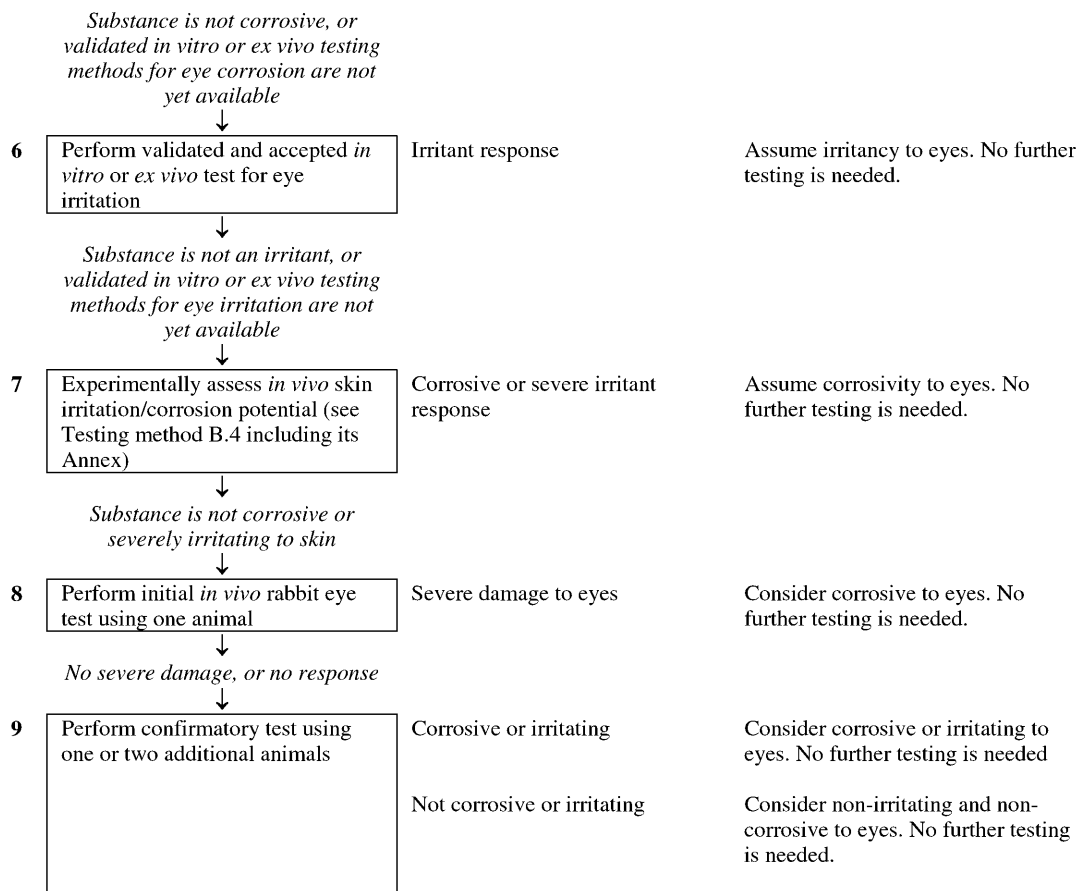 Substance is not corrosive, or
validated in vitro or ex vivo testing
methods for eye corrosion are not
yet available
↓
6 Perform validated and accepted in
vitro or ex vivo test for eye
irritation
Irritant response
Assume irritancy to eyes. No further
testing is needed.
↓
Substance is not an irritant, or
validated in vitro or ex vivo testing
methods for eye irritation are not
yet available
↓
7 Experimentally assess in vivo skin
irritation/corrosion potential (see
Testing method B.4 including its
Annex)
Corrosive or severe irritant
response
Assume corrosivity to eyes. No
further testing is needed.
↓
Substance is not corrosive or
severely irritating to skin
↓
8 Perform initial in vivo rabbit eye
test using one animal
Severe damage to eyes
Consider corrosive to eyes. No
further testing is needed.
↓
No severe damage, or no response
↓
9 Perform confirmatory test using
one or two additional animals
Corrosive or irritating
Consider corrosive or irritating to
eyes. No further testing is needed
Not corrosive or irritating
Consider non-irritating and non-
corrosive to eyes. No further testing
is needed.